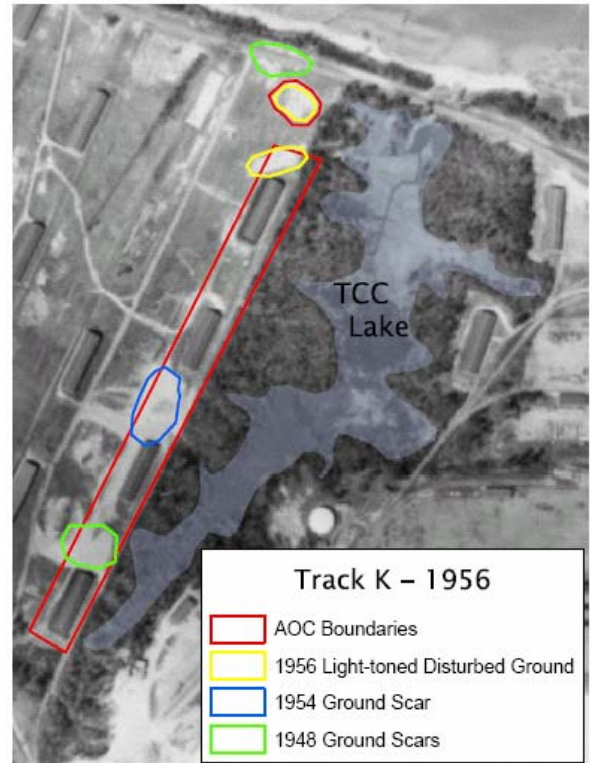 TCC
Lake
Track K – 1956
AOC Boundaries
1956 Light-toned Disturbed Ground
1954 Ground Scar
1948 Ground Scars